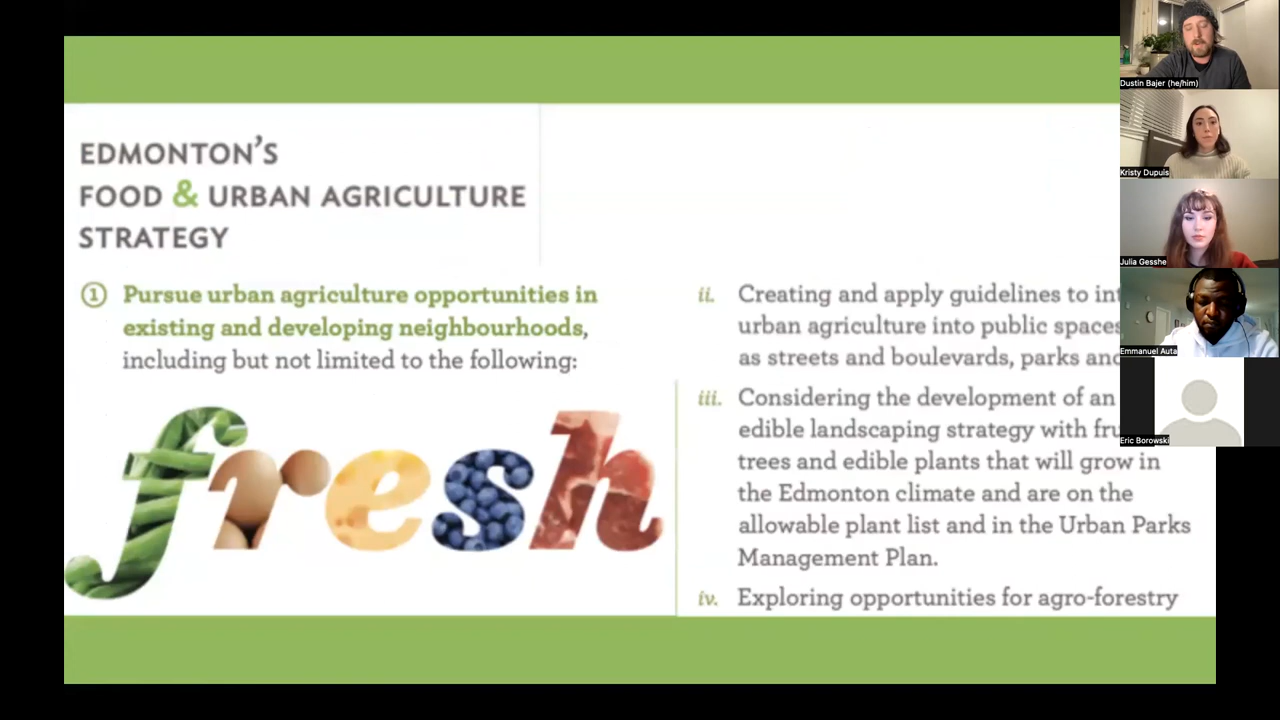 EDMONTON'S
FOOD & URBAN AGRICULTURE
STRATEGY
1 Pursue urban agriculture opportunities in
existing and developing neighbourhoods,
including but not limited to the following:
fresh
ii. Creating and apply guidelines to
urban agriculture into public spaces
as streets and boulevards, parks
iii. Considering the development of an
edible landscaping strategy with
trees and edible plants that will grow in
the Edmonton climate and are on the
allowable plant list and in the Urban Parks
Management Plan.
iv. Exploring opportunities for agro-forestry
Dustin Bajer (he/him)
Kristy Dupuis
Julia Gesshe
Emmanuel Auta
Eric Borowski